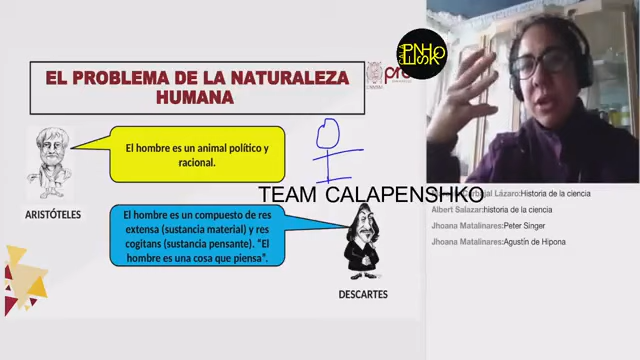 EL PROBLEMA DE LA NATURALEZA
HUMANA
El hombre es un animal político y
racional.
ARISTÓTELES
TEAM CALAPENSHKO
El hombre es un compuesto de res
extensa (sustancia material) y res
cogitans (sustancia pensante). "El
hombre es una cosa que piensa".
DESCARTES
Lázaro:Historia de la ciencia
Albert Salazar:historia de la ciencia
Jhoana Matalinares:Peter Singer
Jhoana Matalinares:Agustín de Hipona